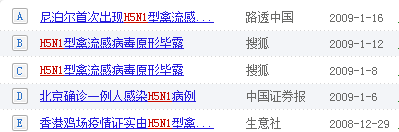 A 尼泊尔首次出现H5N1型禽流感... 路透中国 2009-1-16
B H5N1型禽流感病毒原形毕露 搜狐 2009-1-12
C H5N1型禽流感病毒原形毕露 搜狐 2009-1-8
D 北京确诊一例人感染H5N1病例 中国证券报 2009-1-6
E 香港鸡场疫情证实由H5N1型禽... 生意社 2008-12-29